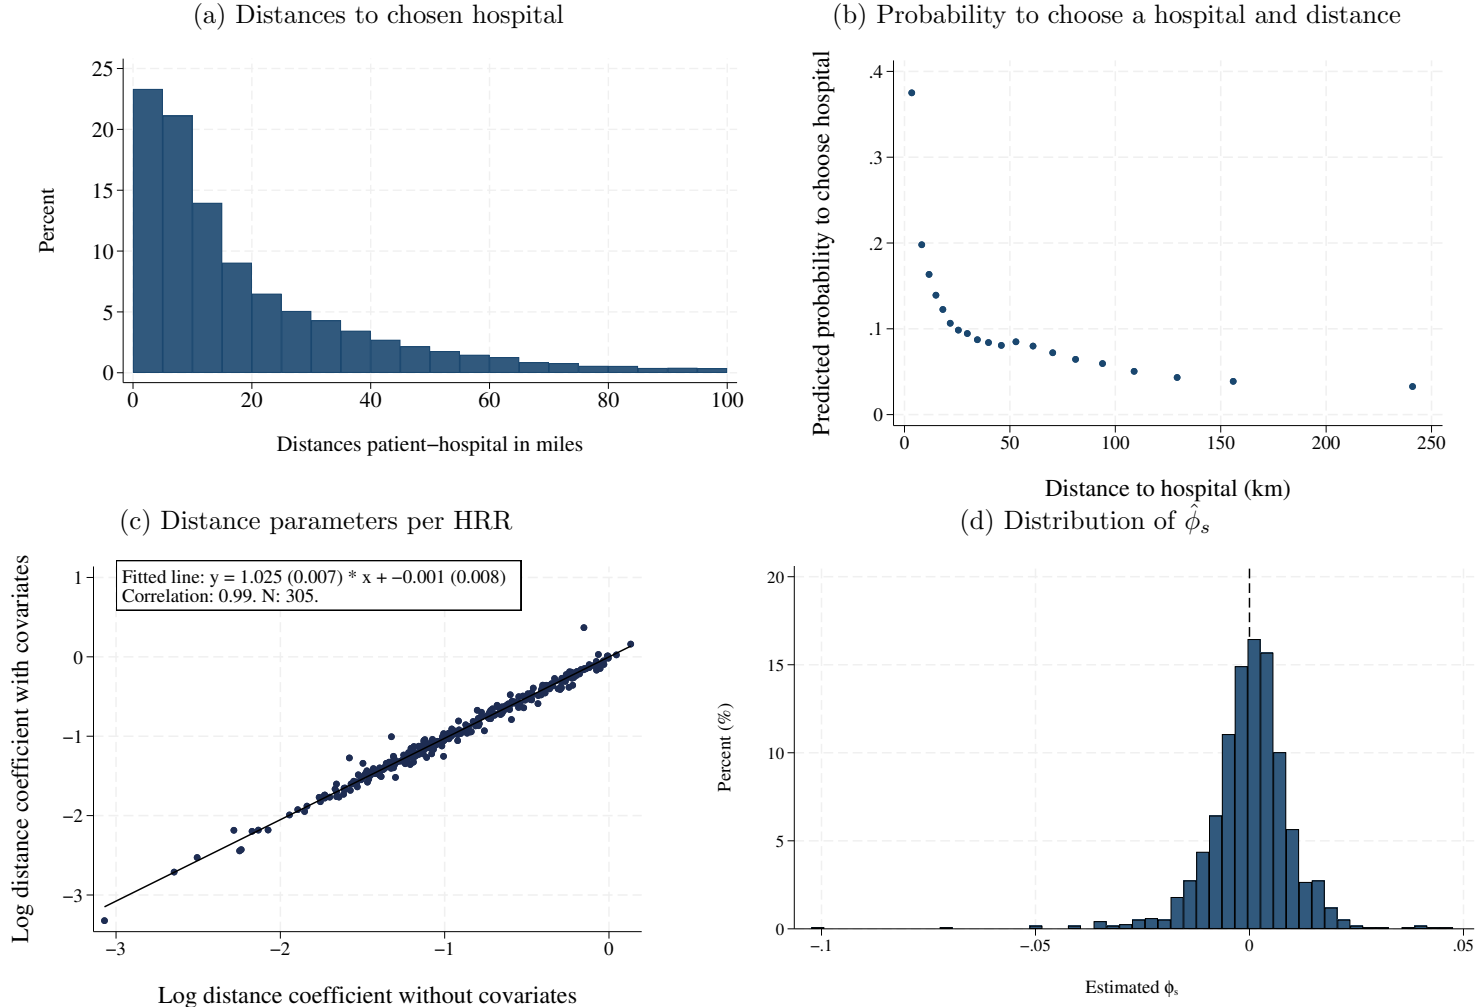 (a) Distances to chosen hospital
25
20
15
10
5
0
Percent
0 20 40 60 80 100
Distances patient−hospital in miles
(b) Probability to choose a hospital and distance
.4
.3
.2
.1
0
Predicted probability to choose hospital
0 50 100 150 200 250
Distance to hospital (km)
(c) Distance parameters per HRR
Fitted line: y = 1.025 (0.007) * x + −0.001 (0.008)
Correlation: 0.99. N: 305.
1
0
−1
−2
−3
Log distance coefficient with covariates
−3 −2 −1 0
Log distance coefficient without covariates
(d) Distribution of ϕ̂ₛ
20
15
10
5
0
Percent (%)
−.1 −.05 0 .05
Estimated ϕₛ